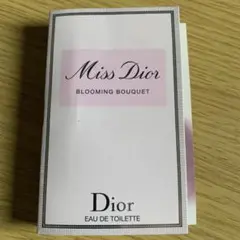 Miss Dior
BLOOMING BOUQUET
Dior
EAU DE TOILETTE